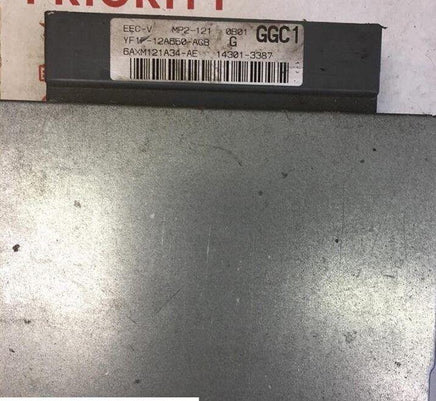 EEC-V MP2-121 0B01 GGC1
YF1F-12A650-AGB G
6AXM121A34-AE 14301-3387
PRIORITY